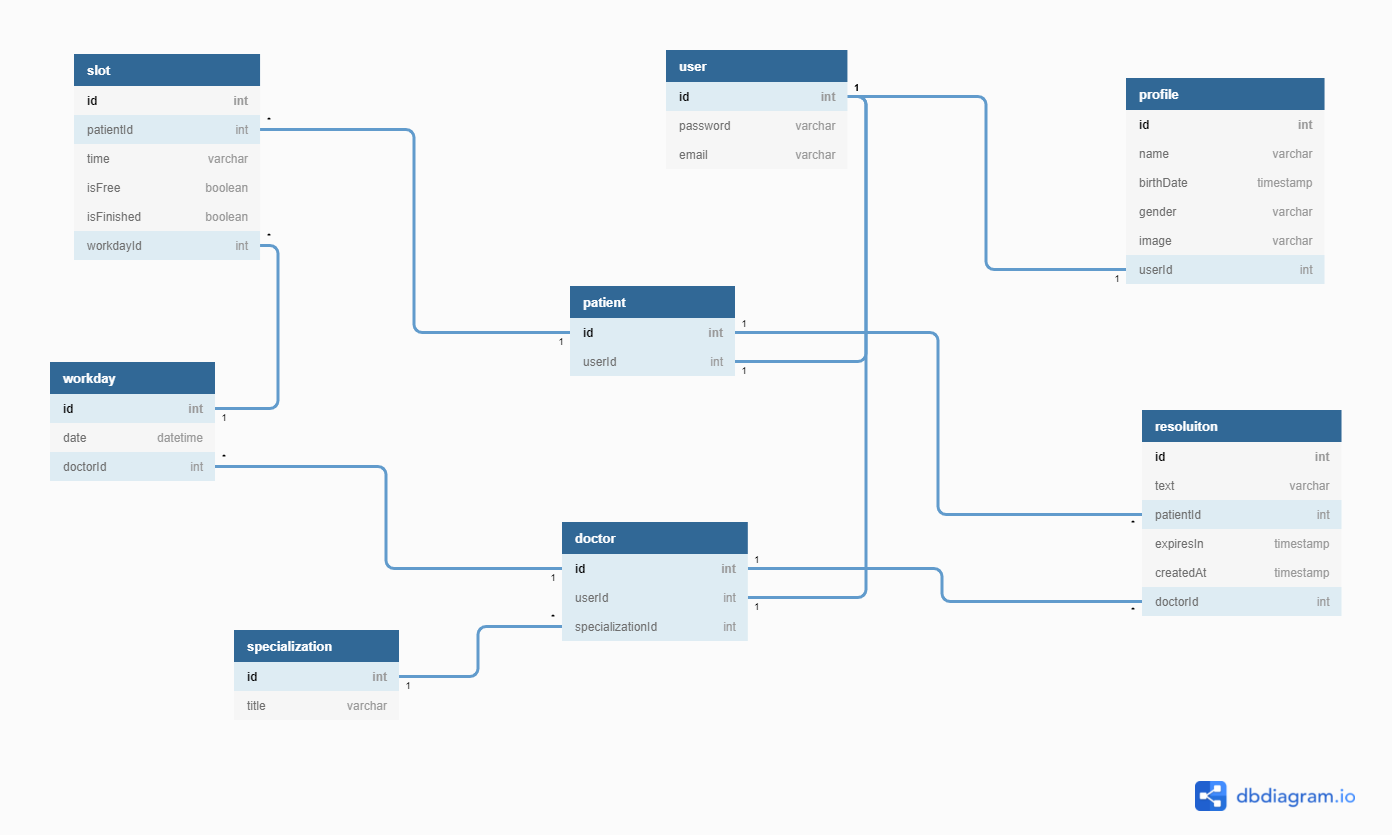 slot
id int
patientId int
time varchar
isFree boolean
isFinished boolean
workdayId int
user
id int
password varchar
email varchar
profile
id int
name varchar
birthDate timestamp
gender varchar
image varchar
userId int
patient
id int
userId int
workday
id int
date datetime
doctorId int
resoluiton
id int
text varchar
patientId int
expiresIn timestamp
createdAt timestamp
doctorId int
doctor
id int
userId int
specializationId int
specialization
id int
title varchar
*
*
1
1
1
1
1
1
*
*
1
1
1
*
*
1
dbdiagram.io